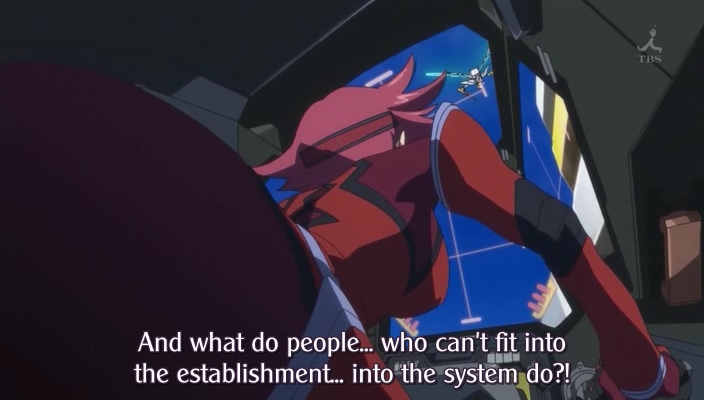 TBS
And what do people... who can't fit into
the establishment... into the system do?!